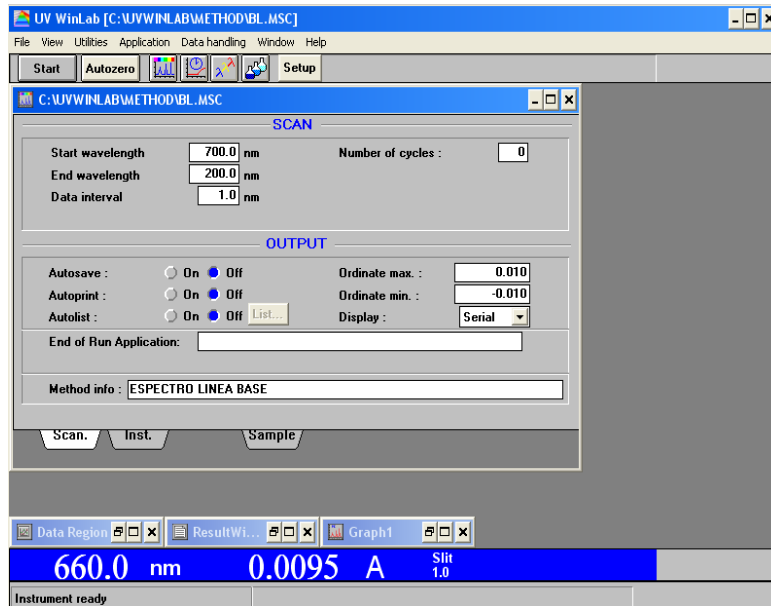 UV WinLab [C:\UVWINLAB\METHOD\BL.MSC]
File View Utilities Application Data handling Window Help
Start Autozero Setup
C:\UVWINLAB\METHOD\BL.MSC
SCAN
Start wavelength 700.0 nm Number of cycles : 0
End wavelength 200.0 nm
Data interval 1.0 nm
OUTPUT
Autosave : On Off Ordinate max. : 0.010
Autoprint : On Off Ordinate min. : -0.010
Autolist : On Off List... Display : Serial
End of Run Application:
Method info : ESPECTRO LINEA BASE
Scan. Inst. Sample
Data Region ResultWi... Graph1
660.0 nm 0.0095 A Slit 1.0
Instrument ready